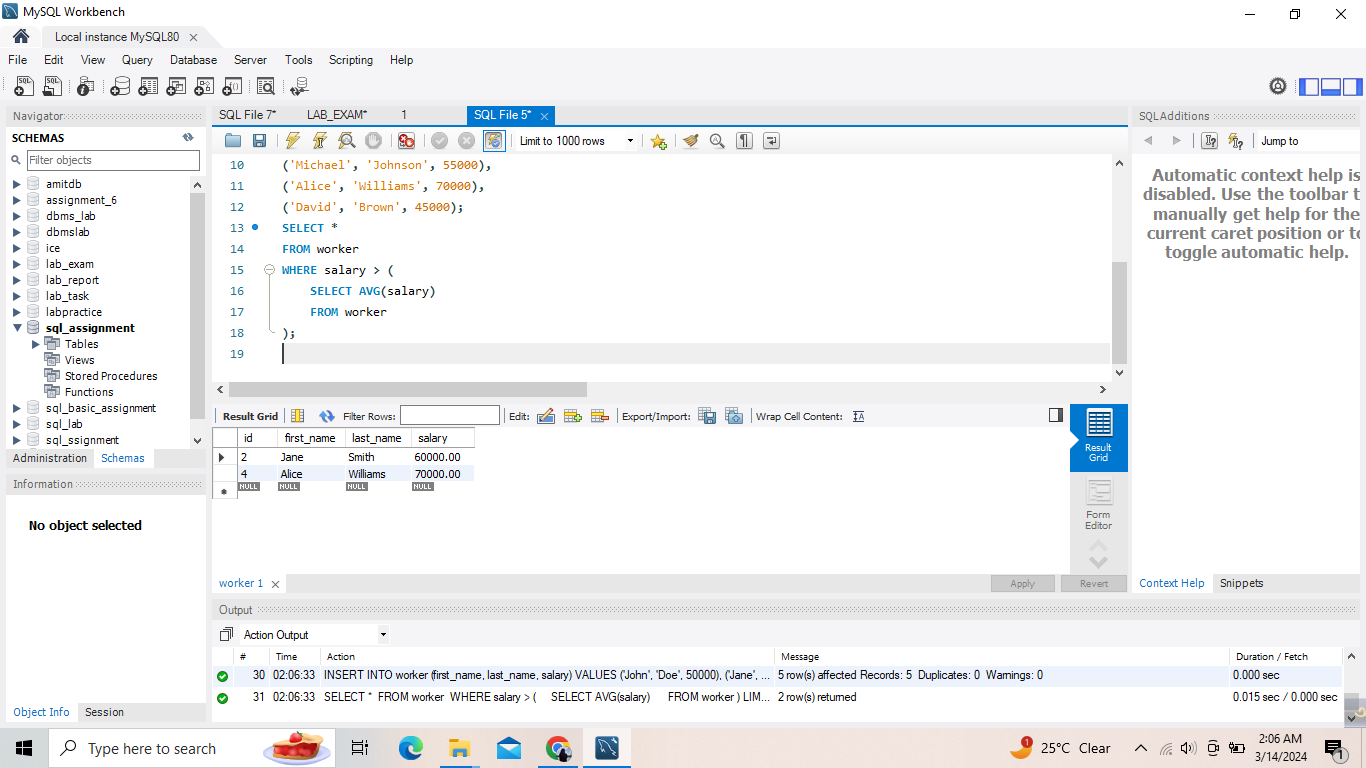 MySQL Workbench
Local instance MySQL80
File Edit View Query Database Server Tools Scripting Help
Navigator
SCHEMAS
Filter objects
amitdb
assignment_6
dbms_lab
dbmslab
ice
lab_exam
lab_report
lab_task
labpractice
sql_assignment
Tables
Views
Stored Procedures
Functions
sql_basic_assignment
sql_lab
sql_ssignment
Administration Schemas
Information
No object selected
Object Info Session
SQL File 7* LAB_EXAM* 1 SQL File 5*
Limit to 1000 rows
10 ('Michael', 'Johnson', 55000),
11 ('Alice', 'Williams', 70000),
12 ('David', 'Brown', 45000);
13 SELECT *
14 FROM worker
15 WHERE salary > (
16 SELECT AVG(salary)
17 FROM worker
18 );
19
Result Grid Filter Rows: Edit: Export/Import: Wrap Cell Content:
id first_name last_name salary
2 Jane Smith 60000.00
4 Alice Williams 70000.00
NULL NULL NULL NULL
Result
Grid
Form
Editor
worker 1
Apply Revert
Output
Action Output
# Time Action Message Duration / Fetch
30 02:06:33 INSERT INTO worker (first_name, last_name, salary) VALUES ('John', 'Doe', 50000), ('Jane', ... 5 row(s) affected Records: 5 Duplicates: 0 Warnings: 0 0.000 sec
31 02:06:33 SELECT * FROM worker WHERE salary > ( SELECT AVG(salary) FROM worker ) LIM... 2 row(s) returned 0.015 sec / 0.000 sec
SQLAdditions
Jump to
Automatic context help is
disabled. Use the toolbar t
manually get help for the
current caret position or to
toggle automatic help.
Context Help Snippets
Type here to search
25°C Clear
2:06 AM
3/14/2024
1